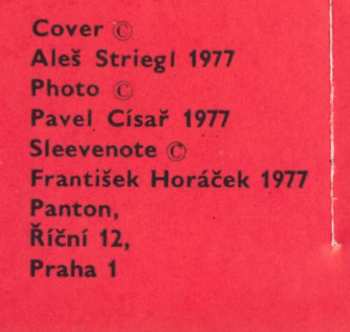 Cover ©
Aleš Striegl 1977
Photo ©
Pavel Císař 1977
Sleevenote ©
František Horáček 1977
Panton,
Říční 12,
Praha 1